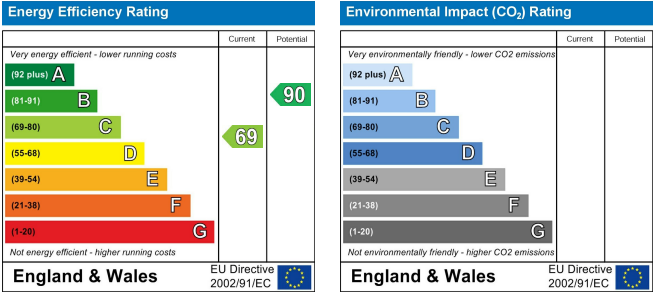 Energy Efficiency Rating
Current Potential
Very energy efficient - lower running costs
(92 plus) A
(81-91) B
(69-80) C
(55-68) D
(39-54) E
(21-38) F
(1-20) G
69
90
Not energy efficient - higher running costs
England & Wales
EU Directive
2002/91/EC
Environmental Impact (CO₂) Rating
Current Potential
Very environmentally friendly - lower CO2 emissions
(92 plus) A
(81-91) B
(69-80) C
(55-68) D
(39-54) E
(21-38) F
(1-20) G
Not environmentally friendly - higher CO2 emissions
England & Wales
EU Directive
2002/91/EC